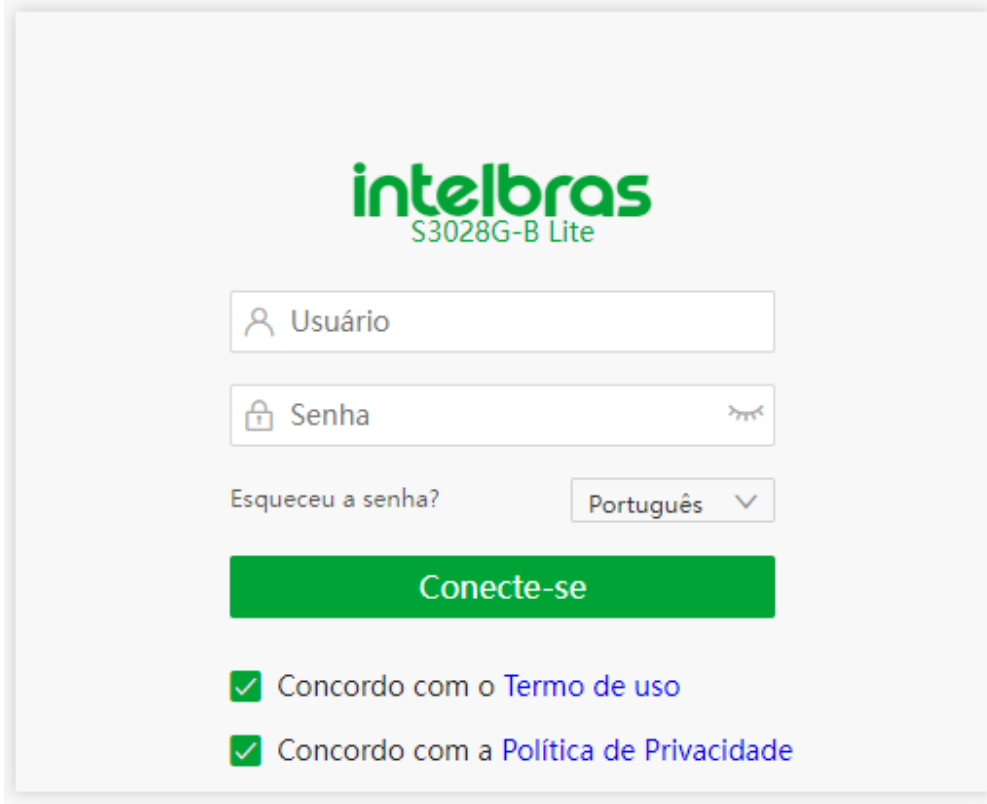 intelbras
S3028G-B Lite
Usuário
Senha
Esqueceu a senha? Português
Conecte-se
Concordo com o Termo de uso
Concordo com a Política de Privacidade